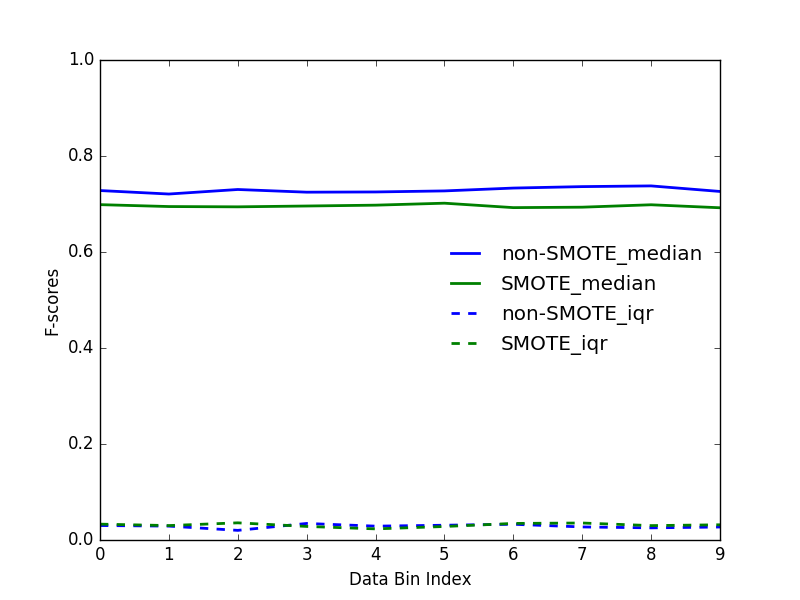 1.0
0.8
0.6
0.4
0.2
0.0
F-scores
non-SMOTE_median
SMOTE_median
non-SMOTE_iqr
SMOTE_iqr
0 1 2 3 4 5 6 7 8 9
Data Bin Index